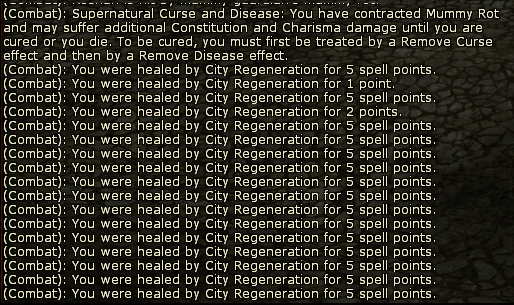 (Combat): Supernatural Curse and Disease: You have contracted Mummy Rot
and may suffer additional Constitution and Charisma damage until you are
cured or you die. To be cured, you must first be treated by a Remove Curse
effect and then by a Remove Disease effect.
(Combat): You were healed by City Regeneration for 5 spell points.
(Combat): You were healed by City Regeneration for 1 point.
(Combat): You were healed by City Regeneration for 5 spell points.
(Combat): You were healed by City Regeneration for 2 points.
(Combat): You were healed by City Regeneration for 5 spell points.
(Combat): You were healed by City Regeneration for 5 spell points.
(Combat): You were healed by City Regeneration for 5 spell points.
(Combat): You were healed by City Regeneration for 5 spell points.
(Combat): You were healed by City Regeneration for 5 spell points.
(Combat): You were healed by City Regeneration for 5 spell points.
(Combat): You were healed by City Regeneration for 5 spell points.
(Combat): You were healed by City Regeneration for 5 spell points.
(Combat): You were healed by City Regeneration for 5 spell points.
(Combat): You were healed by City Regeneration for 5 spell points.
(Combat): You were healed by City Regeneration for 5 spell points.
(Combat): You were healed by City Regeneration for 5 spell points.
(Combat): You were healed by City Regeneration for 5 spell points.